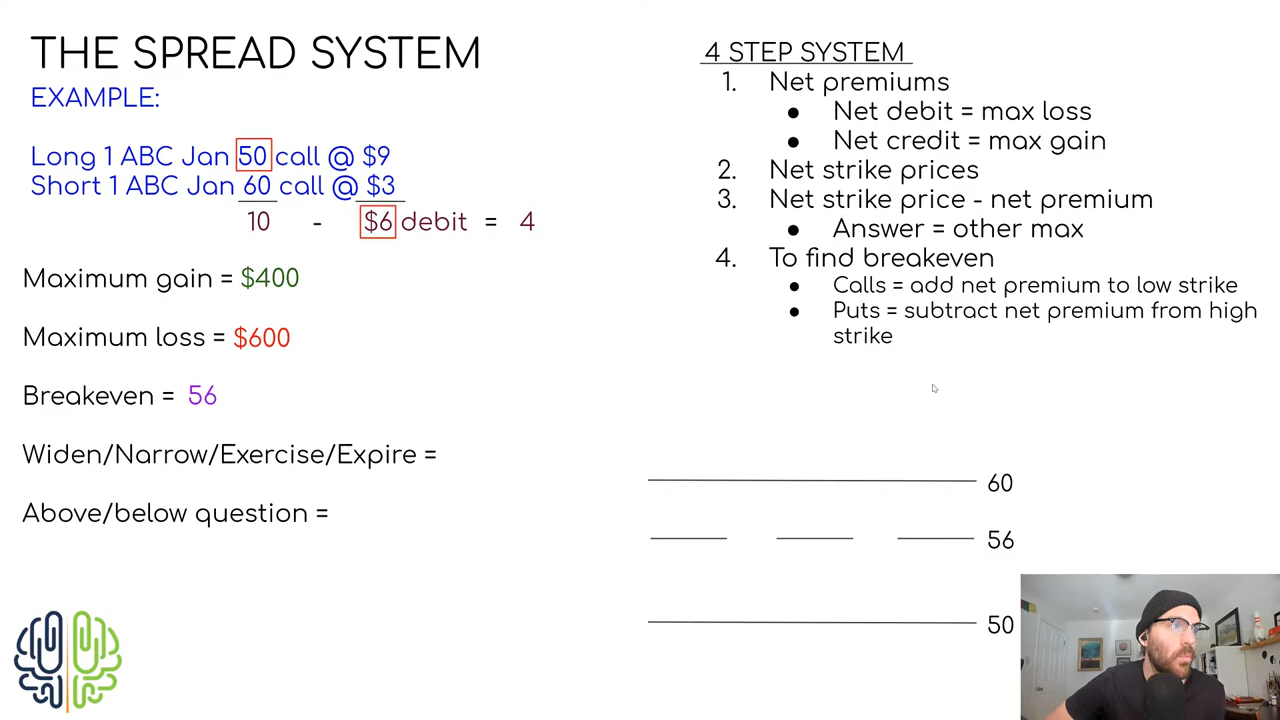 THE SPREAD SYSTEM
EXAMPLE:
Long 1 ABC Jan 50 call @ $9
Short 1 ABC Jan 60 call @ $3
10 - $6 debit = 4
Maximum gain = $400
Maximum loss = $600
Breakeven = 56
Widen/Narrow/Exercise/Expire =
Above/below question =
4 STEP SYSTEM
1. Net premiums
● Net debit = max loss
● Net credit = max gain
2. Net strike prices
3. Net strike price - net premium
● Answer = other max
4. To find breakeven
● Calls = add net premium to low strike
● Puts = subtract net premium from high
strike
60
56
50